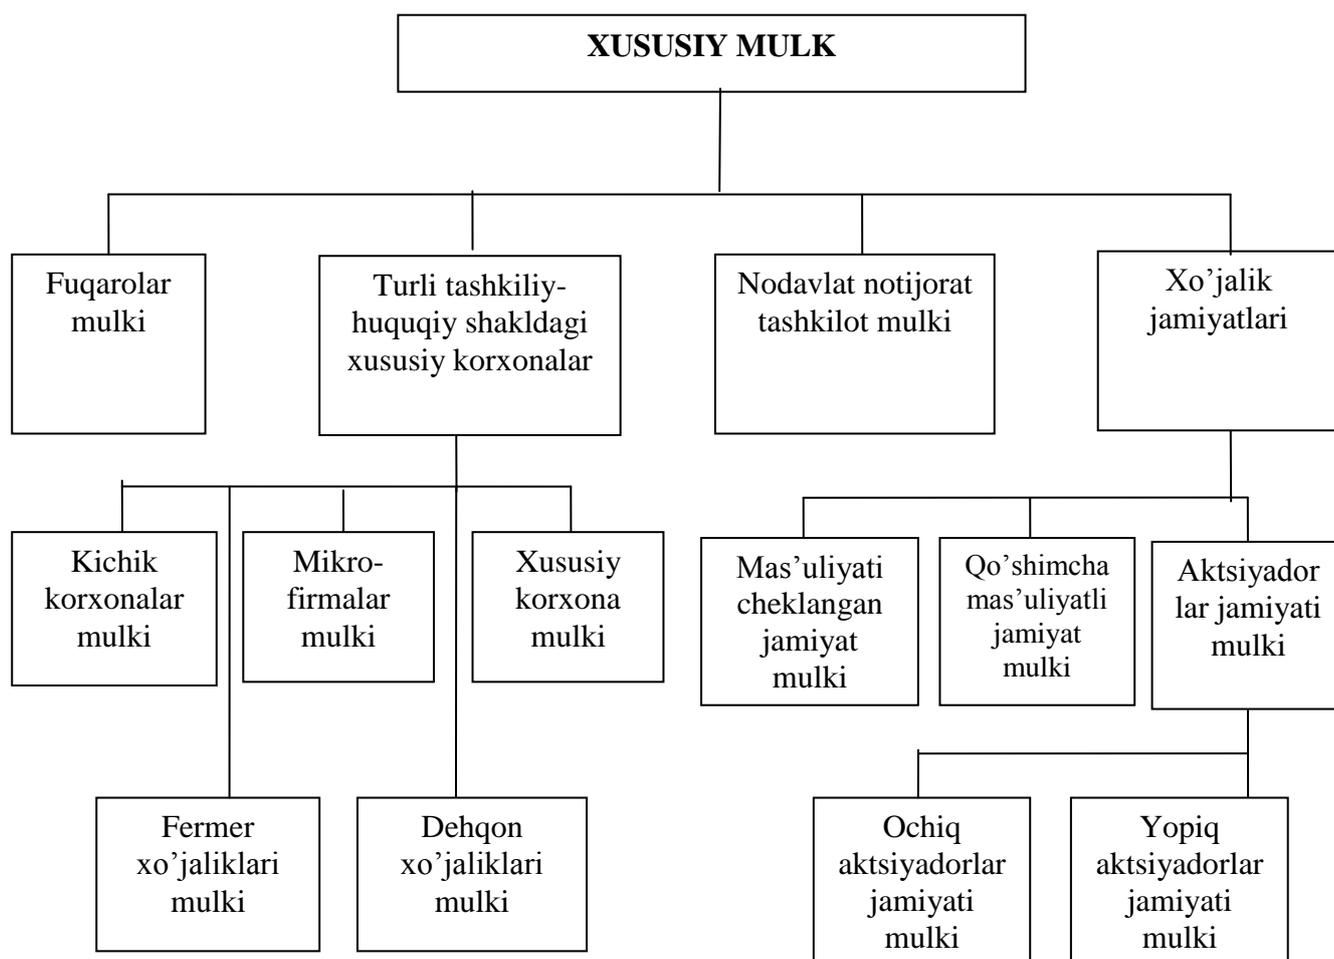 XUSUSIY MULK
Fuqarolar
mulki
Turli tashkiliy-
huquqiy shakldagi
xususiy korxonalar
Nodavlat notijorat
tashkilot mulki
Xo’jalik
jamiyatlari
Kichik
korxonalar
mulki
Mikro-
firmalar
mulki
Xususiy
korxona
mulki
Mas’uliyati
cheklangan
jamiyat
mulki
Qo’shimcha
mas’uliyatli
jamiyat
mulki
Aktsiyador
lar jamiyati
mulki
Fermer
xo’jaliklari
mulki
Dehqon
xo’jaliklari
mulki
Ochiq
aktsiyadorlar
jamiyati
mulki
Yopiq
aktsiyadorlar
jamiyati
mulki